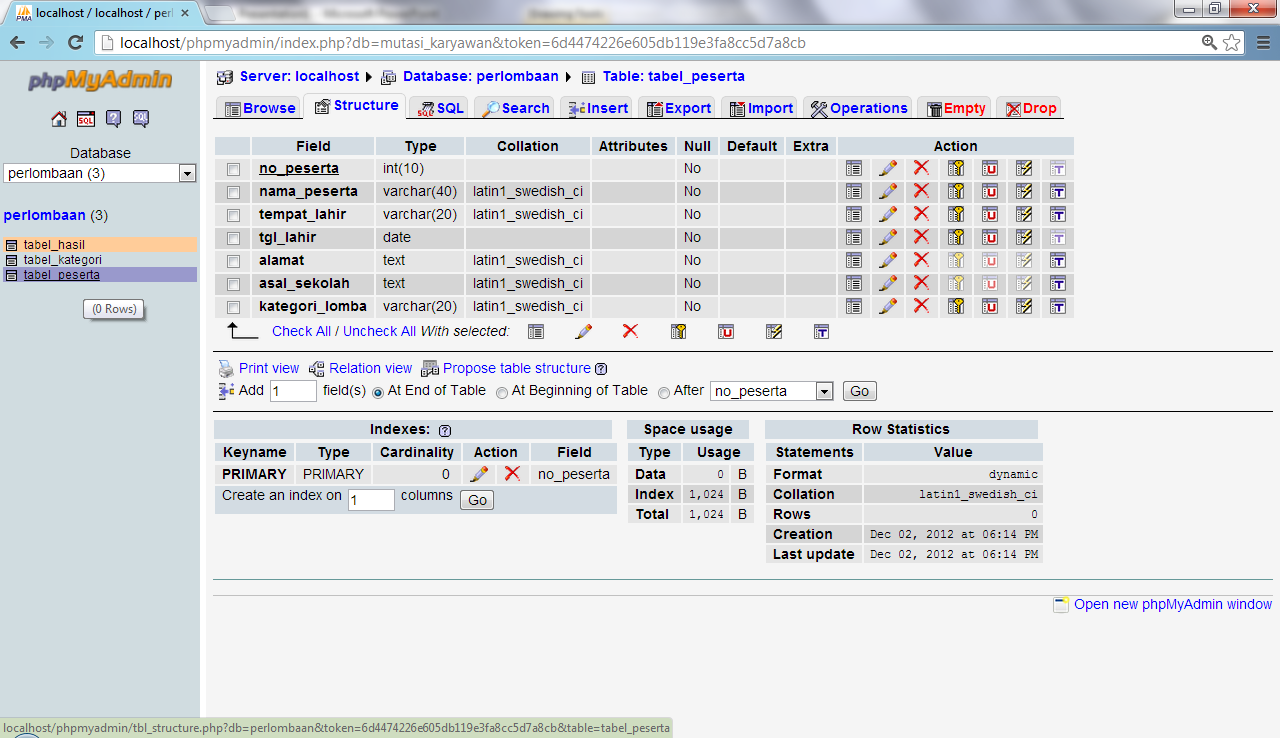 localhost / localhost / perl
localhost/phpmyadmin/index.php?db=mutasi_karyawan&token=6d4474226e605db119e3fa8cc5d7a8cb
phpMyAdmin
Database
perlombaan (3)
perlombaan (3)
tabel_hasil
tabel_kategori
tabel_peserta
(0 Rows)
Server: localhost Database: perlombaan Table: tabel_peserta
Browse Structure SQL Search Insert Export Import Operations Empty Drop
Field Type Collation Attributes Null Default Extra Action
no_peserta int(10) No
nama_peserta varchar(40) latin1_swedish_ci No
tempat_lahir varchar(20) latin1_swedish_ci No
tgl_lahir date No
alamat text latin1_swedish_ci No
asal_sekolah text latin1_swedish_ci No
kategori_lomba varchar(20) latin1_swedish_ci No
Check All / Uncheck All With selected:
Print view Relation view Propose table structure
Add 1 field(s) At End of Table At Beginning of Table After no_peserta Go
Indexes:
Keyname Type Cardinality Action Field
PRIMARY PRIMARY 0 no_peserta
Create an index on 1 columns Go
Space usage
Type Usage
Data 0 B
Index 1,024 B
Total 1,024 B
Row Statistics
Statements Value
Format dynamic
Collation latin1_swedish_ci
Rows 0
Creation Dec 02, 2012 at 06:14 PM
Last update Dec 02, 2012 at 06:14 PM
Open new phpMyAdmin window
localhost/phpmyadmin/tbl_structure.php?db=perlombaan&token=6d4474226e605db119e3fa8cc5d7a8cb&table=tabel_peserta